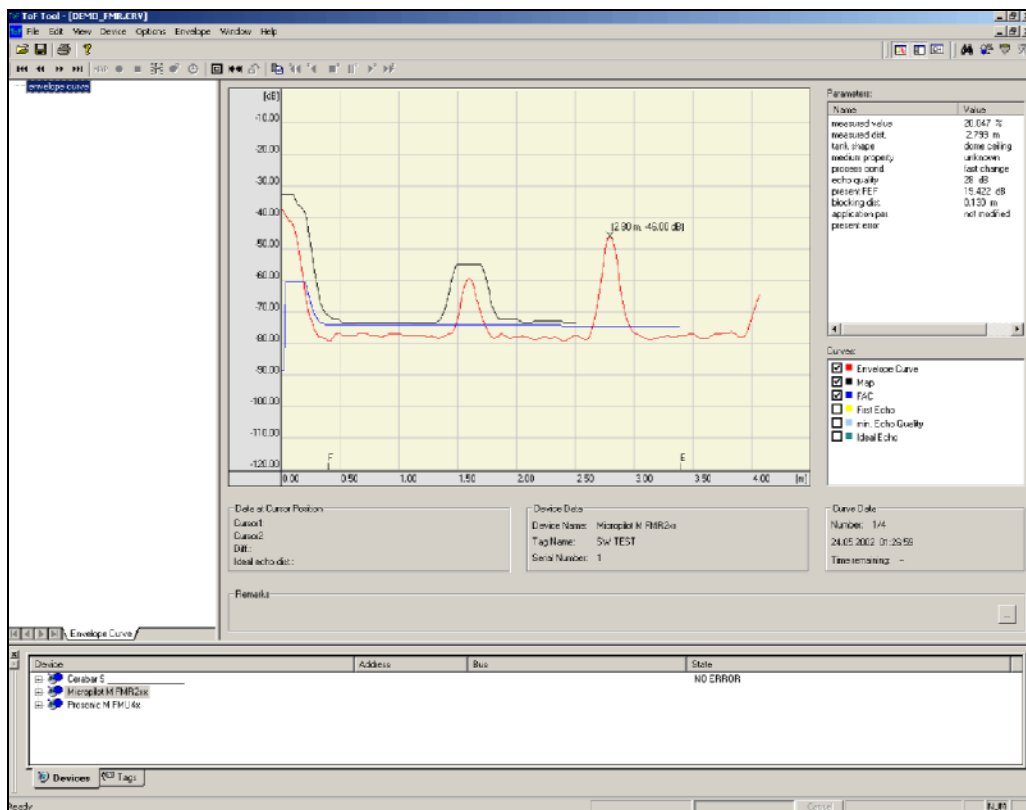 ToF Tool - [DEMO_FMR.CRV]
File Edit View Device Options Envelope Window Help
envelope curve
[dB]
-10.00
-20.00
-30.00
-40.00
-50.00
-60.00
-70.00
-80.00
-90.00
-100.00
-110.00
-120.00
[2.80 m, -46.00 dB]
F
E
0.00 0.50 1.00 1.50 2.00 2.50 3.00 3.50 4.00 [m]
Parameters:
Name Value
measured value 20.047 %
measured dist. 2.799 m
tank shape dome ceiling
medium property unknown
process cond fast change
echo quality 28 dB
present FEF 19.422 dB
blocking dist. 0.130 m
application par. not modified
present error
Curves:
Envelope Curve
Map
FAC
First Echo
min. Echo Quality
Ideal Echo
Date at Cursor Position
Cursor1:
Cursor2
Diff.:
Ideal echo dist.:
Device Data
Device Name: Micropilot M FMR2xx
Tag Name: SW TEST
Serial Number: 1
Curve Data
Number: 1/4
24.05.2002 01:29:59
Time remaining: -
Remarks
...
Envelope Curve
Device Address Bus State
Cerabar S ________________ NO ERROR
Micropilot M FMR2xx
Prosonic M FMU4x
Devices Tags
Ready Cancel NUM